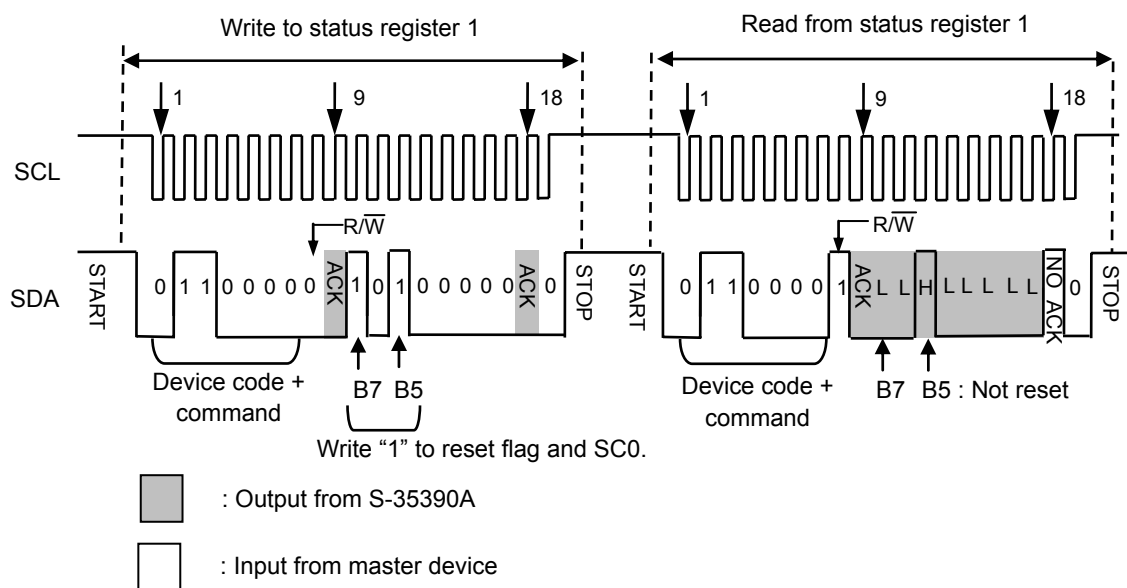 Write to status register 1
Read from status register 1
1 9 18 1 9 18
SCL
R/W̅ R/W̅
SDA START 0 1 1 0 0 0 0 0 ACK 1 0 1 0 0 0 0 0 ACK 0 STOP START 0 1 1 0 0 0 0 1 ACK L L H L L L L L NO ACK 0 STOP
Device code +
command
B7 B5
Device code +
command
B7 B5 : Not reset
Write “1” to reset flag and SC0.
: Output from S-35390A
: Input from master device